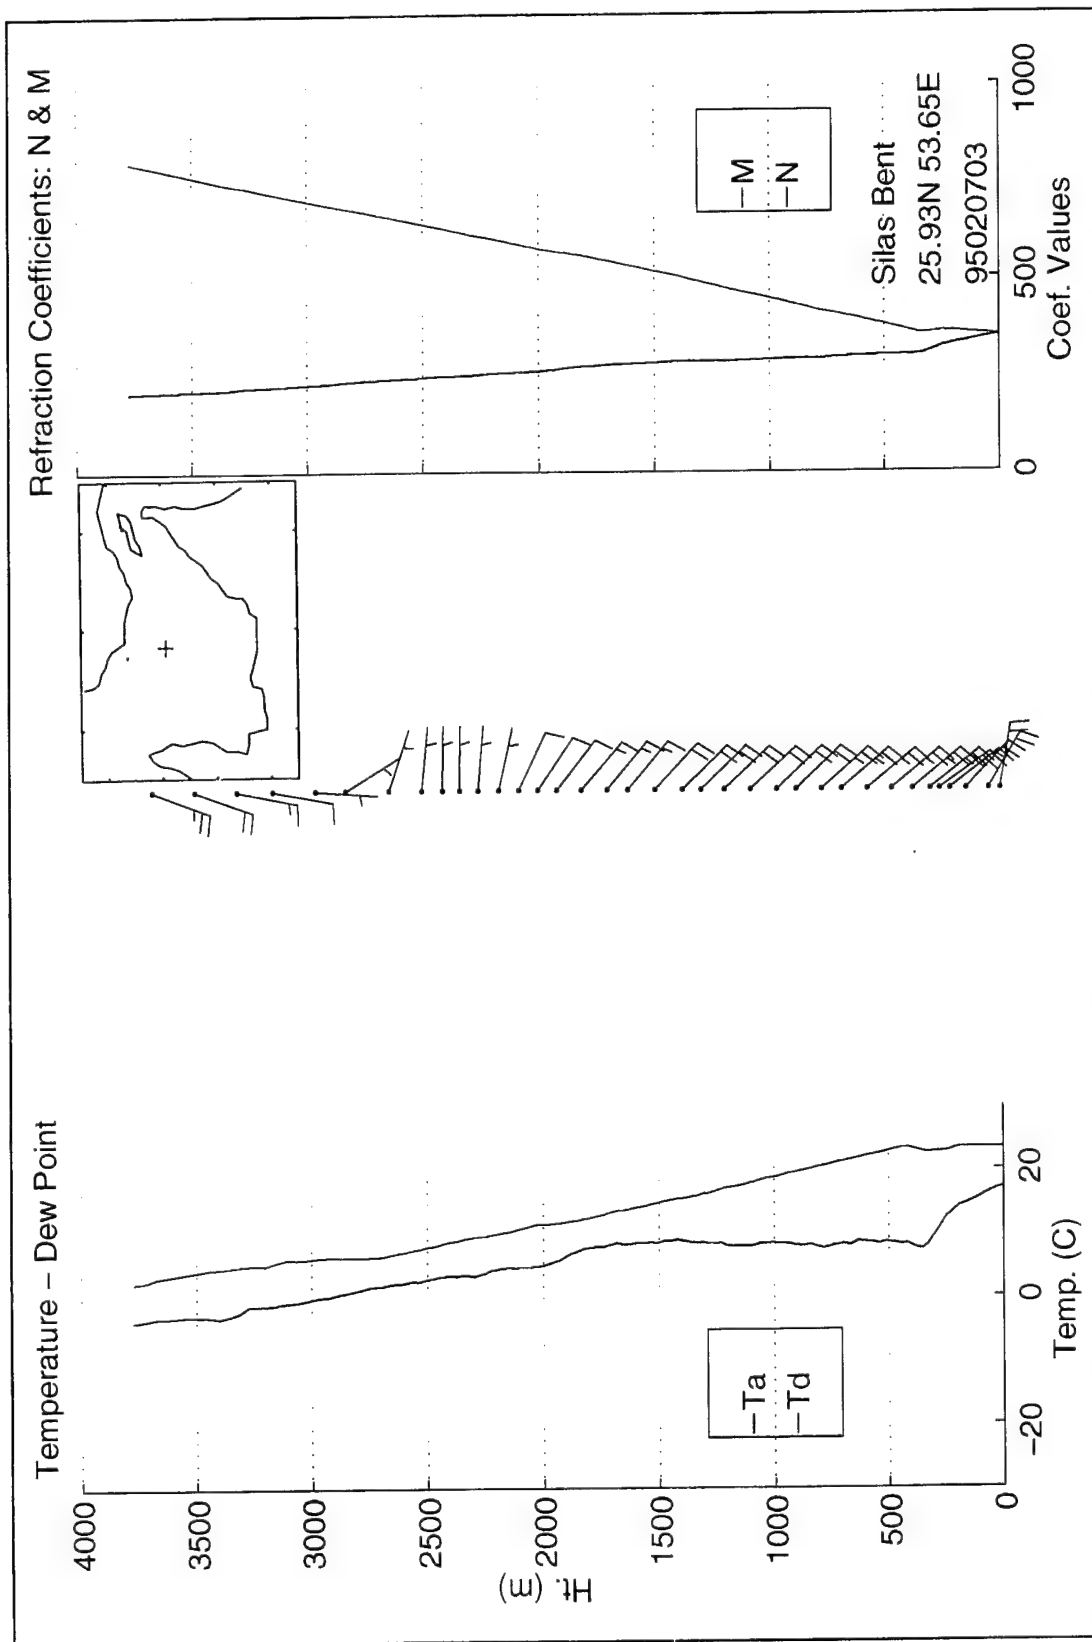 Temperature – Dew Point
4000
3500
3000
2500
2000
1500
1000
500
0
Ht. (m)
–Ta
–Td
–20
0
20
Temp. (C)
Refraction Coefficients: N & M
–M
–N
Silas Bent
25.93N 53.65E
95020703
0
500
1000
Coef. Values